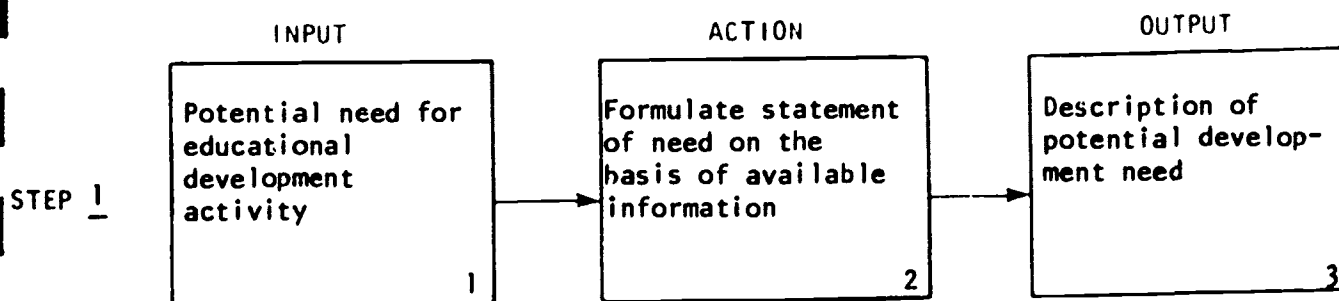 INPUT
ACTION
OUTPUT
STEP 1
Potential need for
educational
development
activity
1
Formulate statement
of need on the
basis of available
information
2
Description of
potential develop-
ment need
3